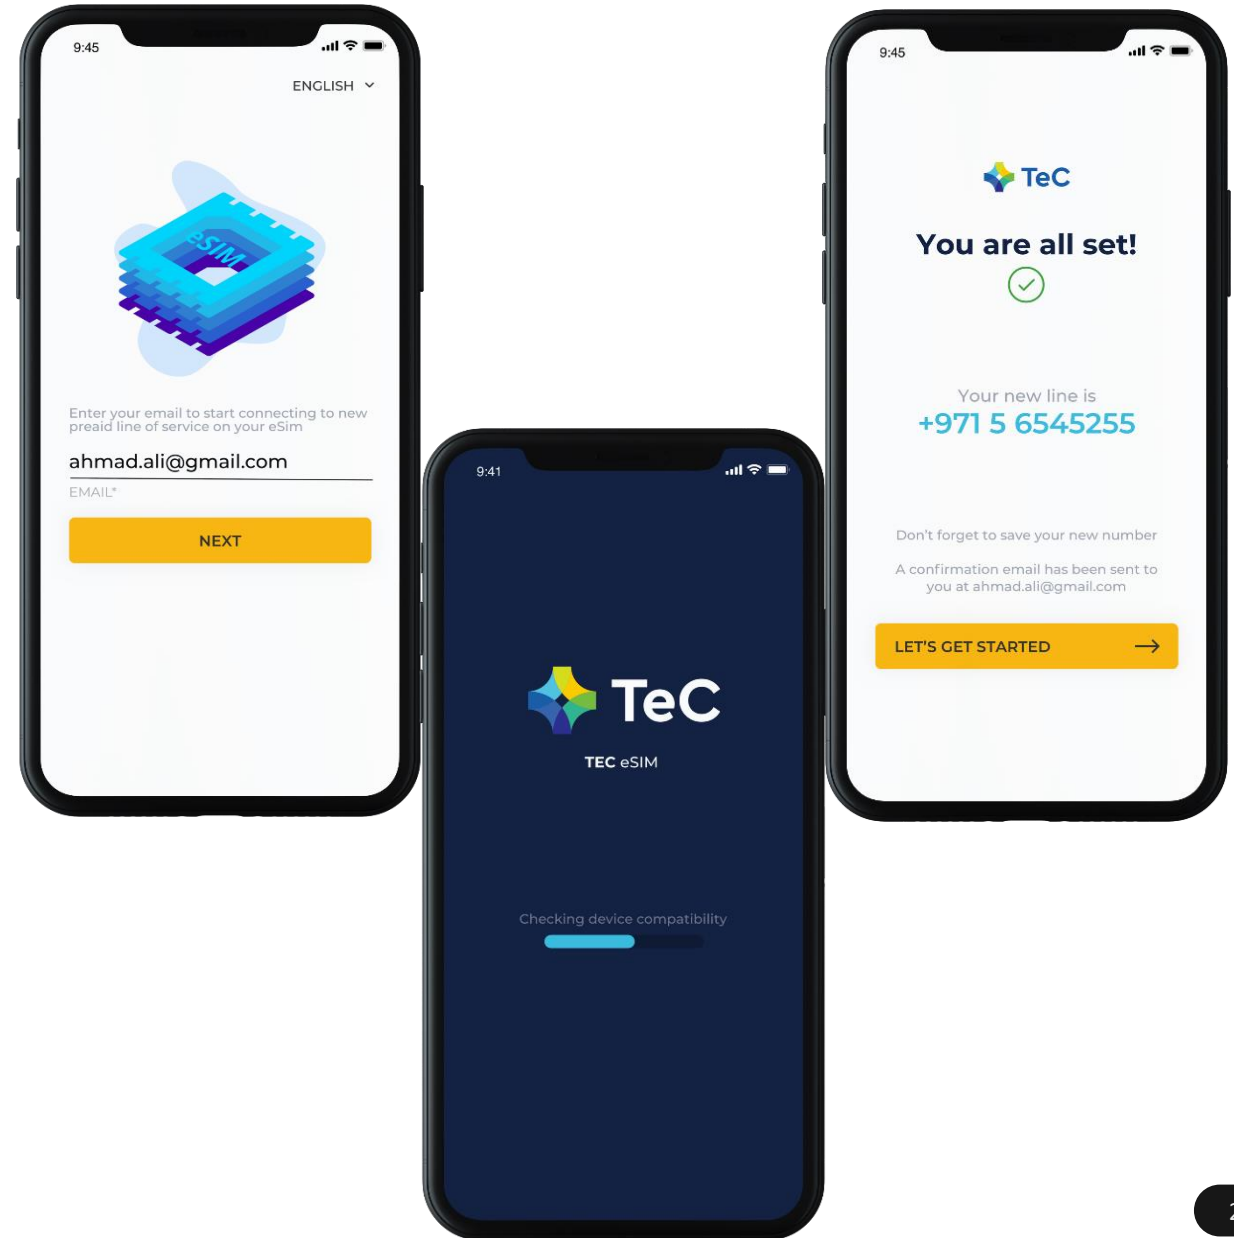 9:45
ENGLISH
eSIM
Enter your email to start connecting to new
preaid line of service on your eSim
ahmad.ali@gmail.com
EMAIL*
NEXT
9:41
TeC
TEC eSIM
Checking device compatibility
9:45
TeC
You are all set!
Your new line is
+971 5 6545255
Don't forget to save your new number
A confirmation email has been sent to
you at ahmad.ali@gmail.com
LET'S GET STARTED